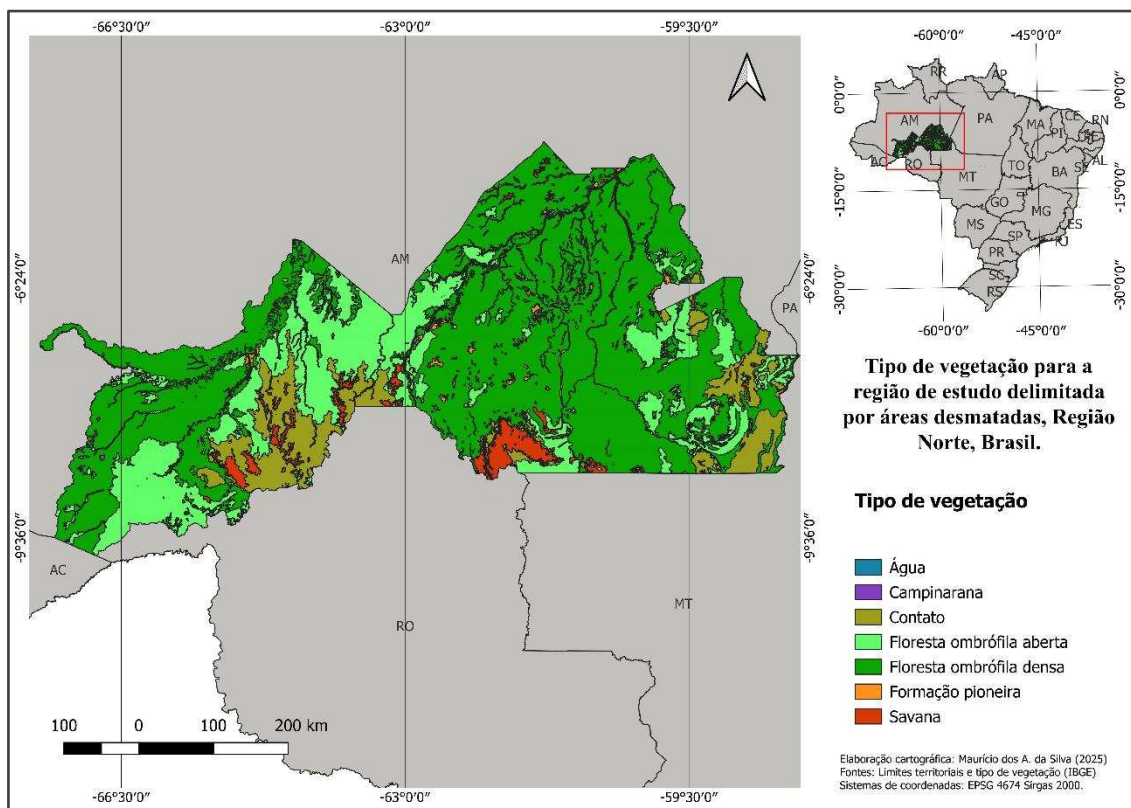 -66°30′0″
-63°0′0″
-59°30′0″
-6°24′0″
-9°36′0″
AM
PA
AC
RO
MT
100 0 100 200 km
-66°30′0″
-63°0′0″
-59°30′0″
-6°24′0″
-9°36′0″
-60°0′0″
-45°0′0″
0°0′0″
-15°0′0″
-30°0′0″
RR
AP
AM
PA
MA
CE
RN
PI
AC
RO
TO
AL
SE
MT
BA
GO
MG
MS
ES
SP
RJ
PR
SC
RS
0°0′0″
-15°0′0″
-30°0′0″
-60°0′0″
-45°0′0″
Tipo de vegetação para a
região de estudo delimitada
por áreas desmatadas, Região
Norte, Brasil.
Tipo de vegetação
Água
Campinarana
Contato
Floresta ombrófila aberta
Floresta ombrófila densa
Formação pioneira
Savana
Elaboração cartográfica: Maurício dos A. da Silva (2025)
Fontes: Limites territoriais e tipo de vegetação (IBGE)
Sistemas de coordenadas: EPSG 4674 Sirgas 2000.